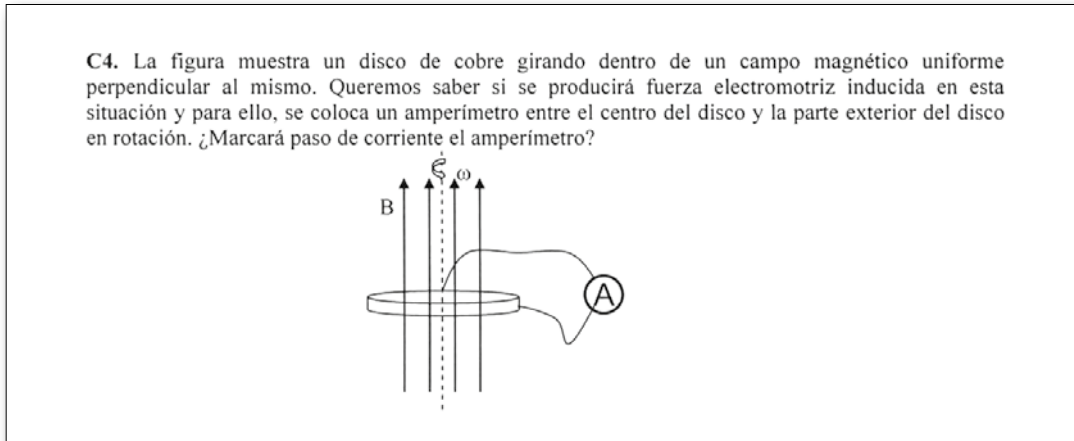 C4. La figura muestra un disco de cobre girando dentro de un campo magnético uniforme
perpendicular al mismo. Queremos saber si se producirá fuerza electromotriz inducida en esta
situación y para ello, se coloca un amperímetro entre el centro del disco y la parte exterior del disco
en rotación. ¿Marcará paso de corriente el amperímetro?
ω
B
A